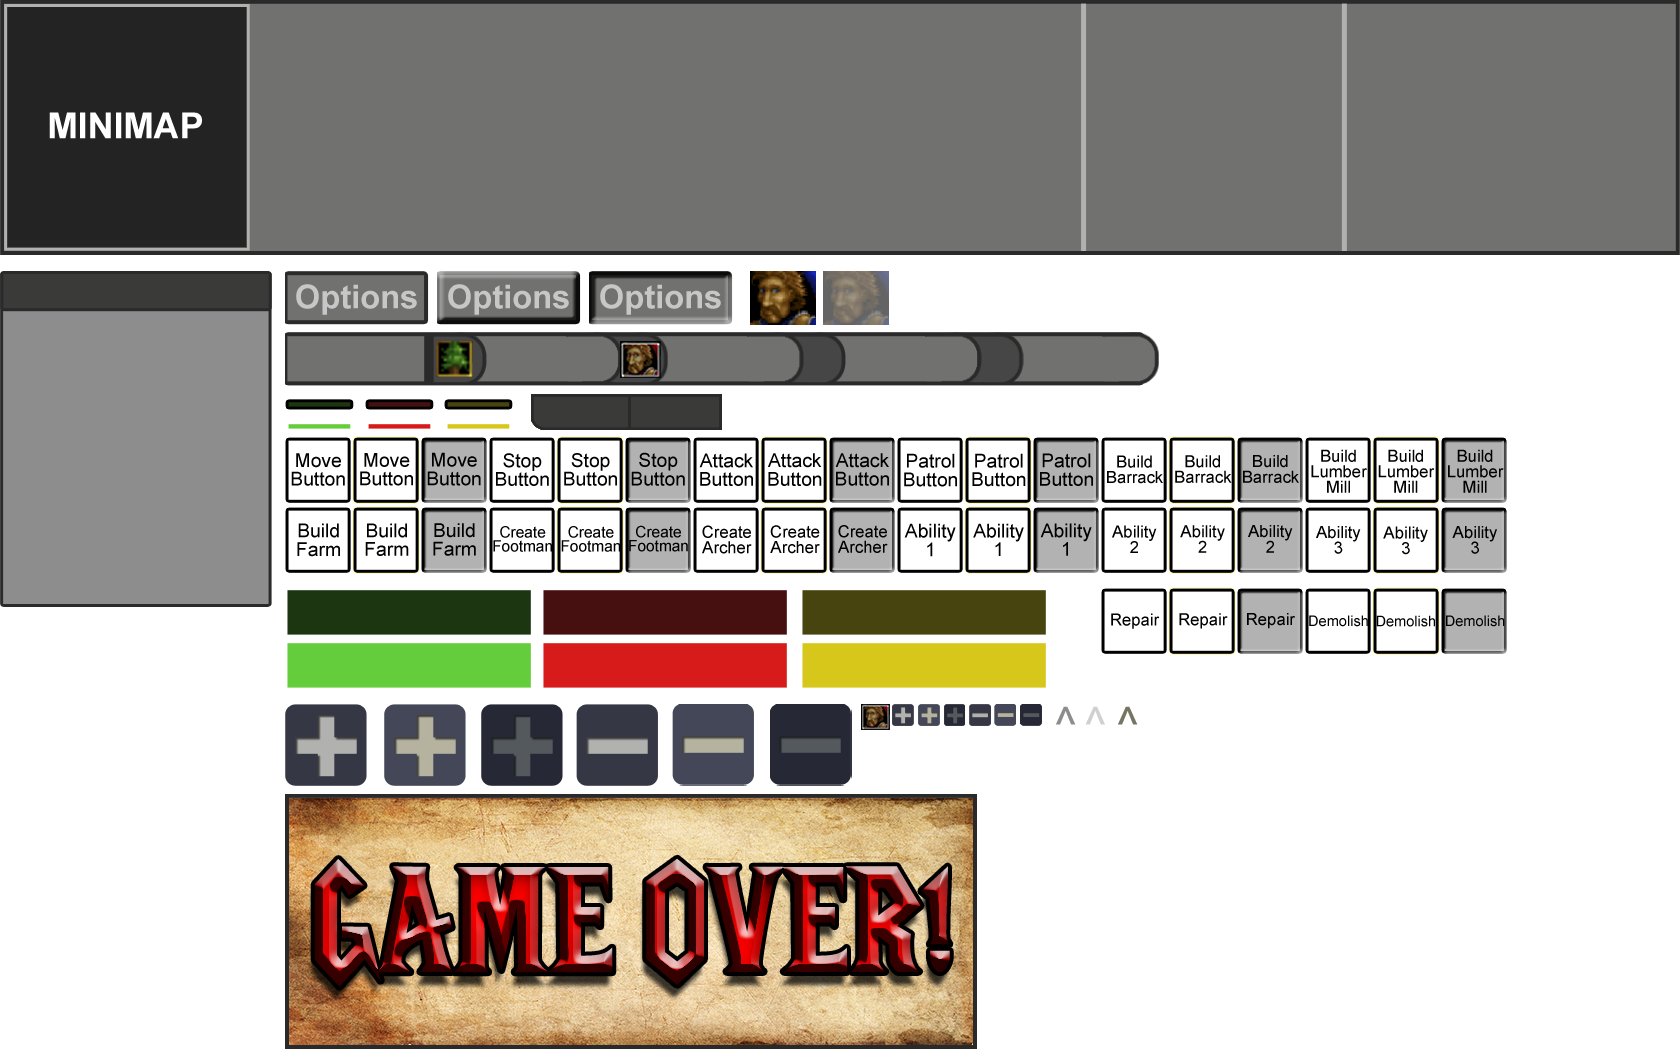 MINIMAP
Options Options Options
Move Button Move Button Move Button Stop Button Stop Button Stop Button Attack Button Attack Button Attack Button Patrol Button Patrol Button Patrol Button Build Barrack Build Barrack Build Barrack Build Lumber Mill Build Lumber Mill Build Lumber Mill
Build Farm Build Farm Build Farm Create Footman Create Footman Create Footman Create Archer Create Archer Create Archer Ability 1 Ability 1 Ability 1 Ability 2 Ability 2 Ability 2 Ability 3 Ability 3 Ability 3
Repair Repair Repair Demolish Demolish Demolish
GAME OVER!